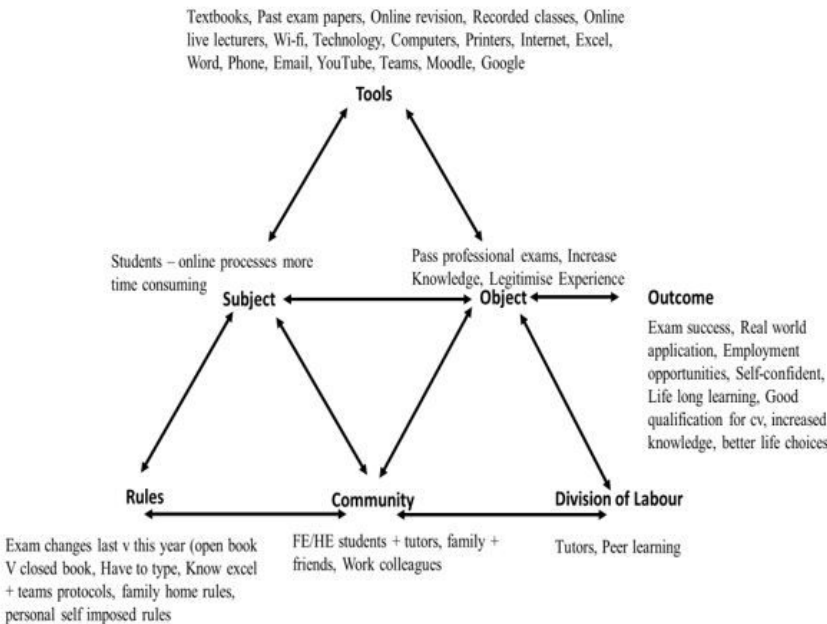 Textbooks, Past exam papers, Online revision, Recorded classes, Online
live lecturers, Wi-fi, Technology, Computers, Printers, Internet, Excel,
Word, Phone, Email, YouTube, Teams, Moodle, Google
Tools
Students – online processes more
time consuming
Subject
Pass professional exams, Increase
Knowledge, Legitimise Experience
Object
Outcome
Exam success, Real world
application, Employment
opportunities, Self-confident,
Life long learning, Good
qualification for cv, increased
knowledge, better life choices
Rules
Community
Division of Labour
Exam changes last v this year (open book
V closed book, Have to type, Know excel
+ teams protocols, family home rules,
personal self imposed rules
FE/HE students + tutors, family +
friends, Work colleagues
Tutors, Peer learning